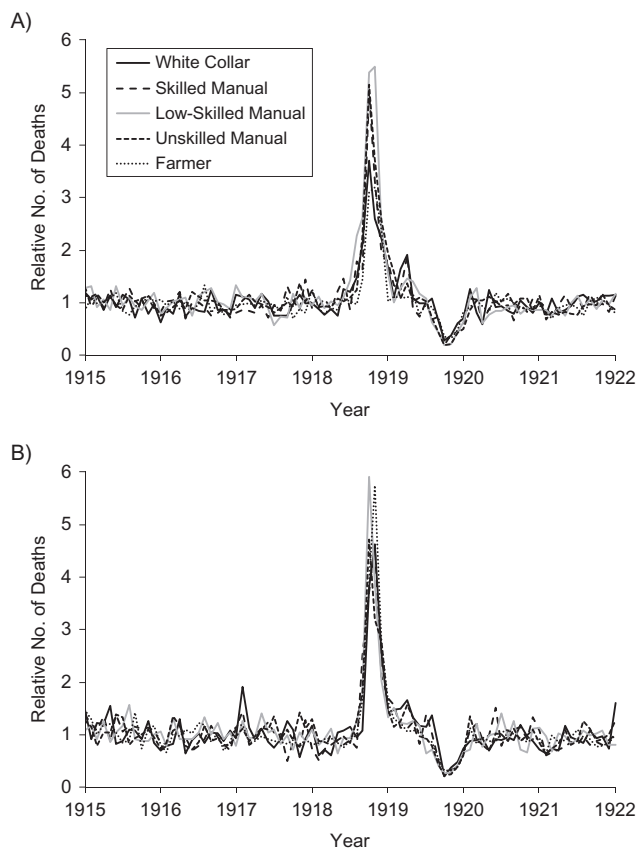 A)
6
5
4
3
2
1
0
Relative No. of Deaths
White Collar
Skilled Manual
Low-Skilled Manual
Unskilled Manual
Farmer
1915 1916 1917 1918 1919 1920 1921 1922
Year
B)
6
5
4
3
2
1
0
Relative No. of Deaths
1915 1916 1917 1918 1919 1920 1921 1922
Year